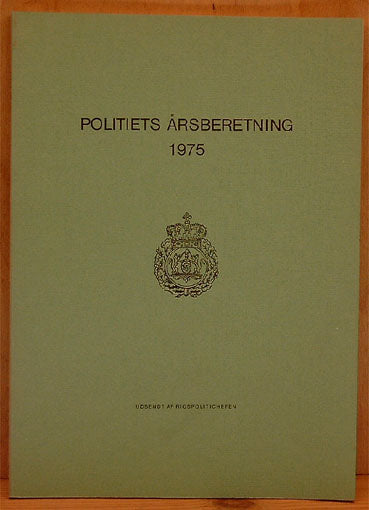 POLITIETS ÅRSBERETNING
1975
UDSENDT AF RIGSPOLITICHEFEN